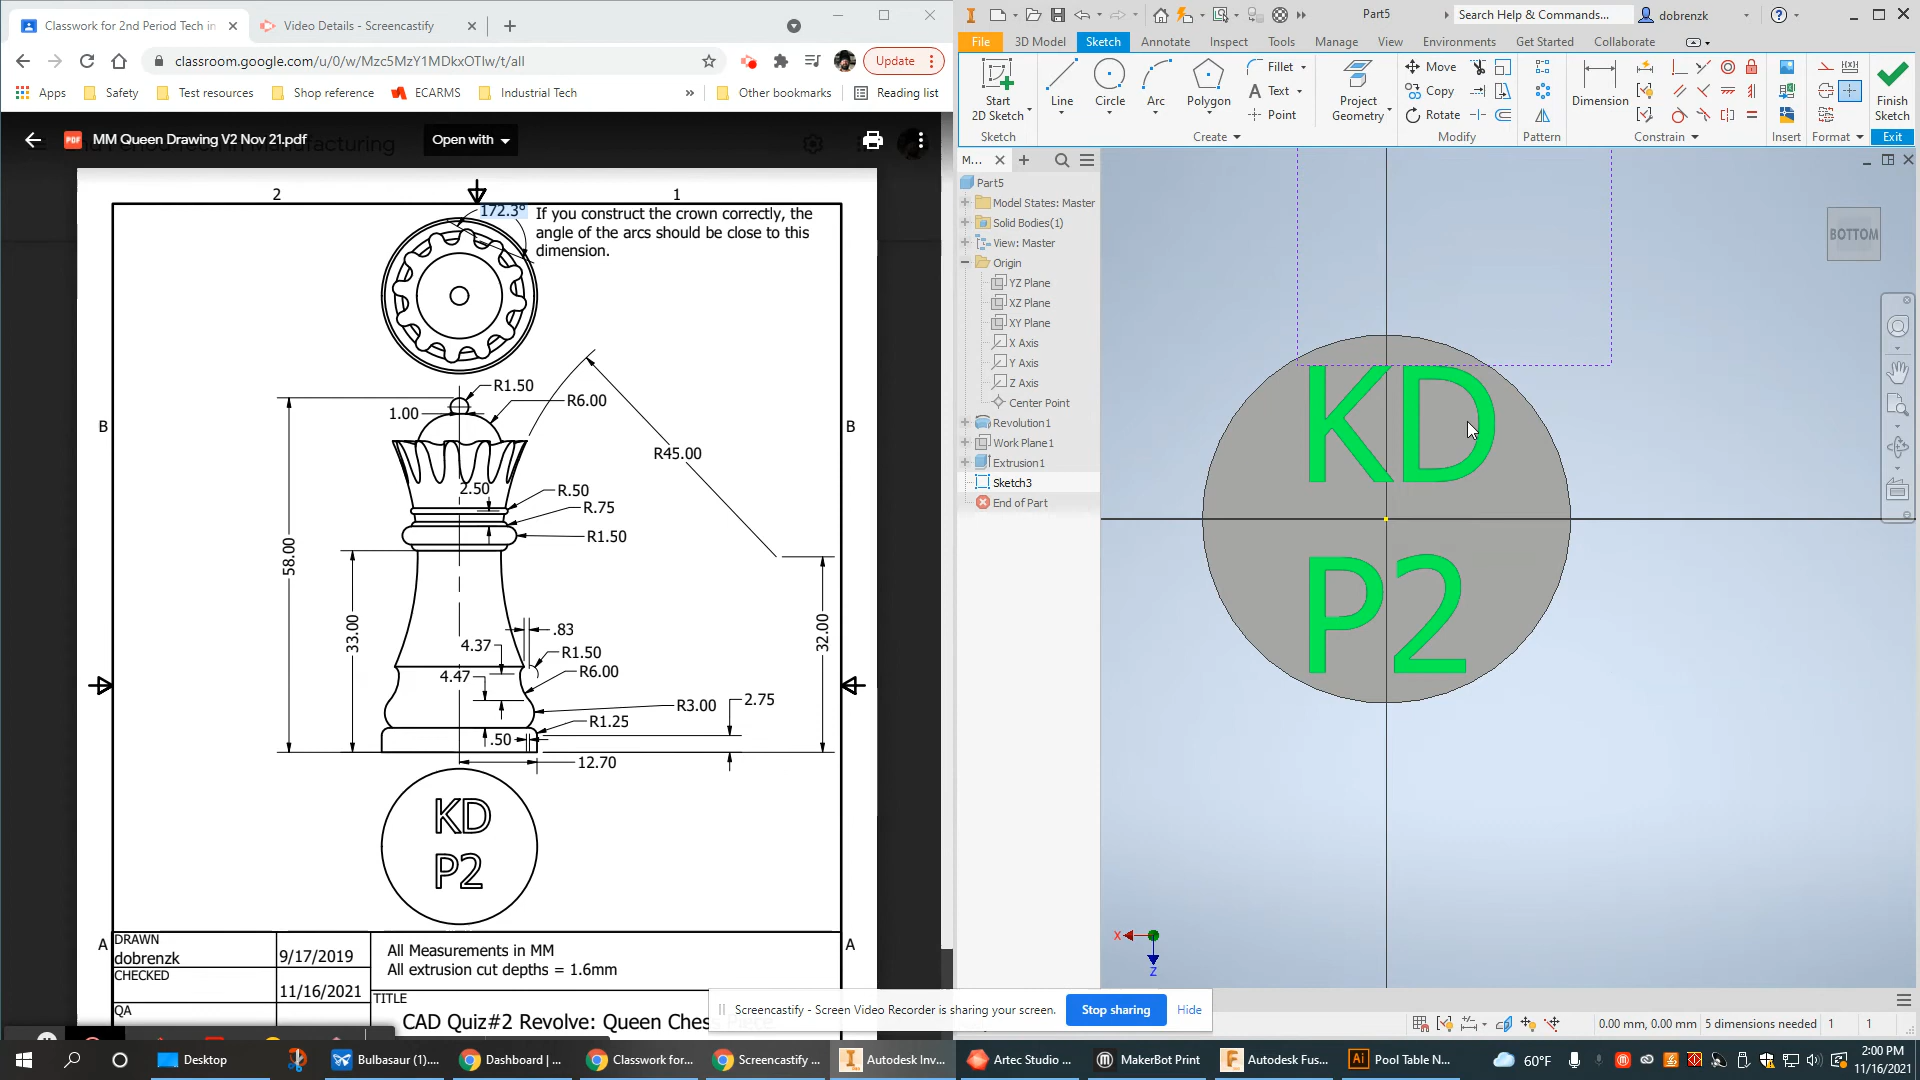 Classwork for 2nd Period Tech in
Video Details - Screencastify
classroom.google.com/u/0/w/Mzc5MzY1MDkxOTIw/t/all
Update
Apps
Safety
Test resources
Shop reference
ECARMS
Industrial Tech
»
Other bookmarks
Reading list
PDF
MM Queen Drawing V2 Nov 21.pdf
Open with
2
1
172.3°
If you construct the crown correctly, the
angle of the arcs should be close to this
dimension.
R1.50
1.00
R6.00
B
B
R45.00
2.50
R.50
R.75
R1.50
58.00
33.00
32.00
.83
4.37
R1.50
4.47
R6.00
R3.00
2.75
R1.25
.50
12.70
KD
P2
A
A
DRAWN
dobrenzk
9/17/2019
CHECKED
11/16/2021
QA
All Measurements in MM
All extrusion cut depths = 1.6mm
TITLE
CAD Quiz#2 Revolve: Queen Chess Piece
Screencastify - Screen Video Recorder is sharing your screen.
Stop sharing
Hide
Part5
Search Help & Commands...
dobrenzk
File
3D Model
Sketch
Annotate
Inspect
Tools
Manage
View
Environments
Get Started
Collaborate
Start
2D Sketch
Line
Circle
Arc
Polygon
Fillet
Text
Point
Project
Geometry
Move
Copy
Rotate
Dimension
Finish
Sketch
Sketch
Create
Modify
Pattern
Constrain
Insert
Format
Exit
M...
Part5
Model States: Master
Solid Bodies(1)
View: Master
Origin
YZ Plane
XZ Plane
XY Plane
X Axis
Y Axis
Z Axis
Center Point
Revolution1
Work Plane1
Extrusion1
Sketch3
End of Part
BOTTOM
KD
P2
X
Z
0.00 mm, 0.00 mm
5 dimensions needed
1
1
Desktop
Bulbasaur (1)...
Dashboard | ...
Classwork for...
Screencastify ...
Autodesk Inv...
Artec Studio ...
MakerBot Print
Autodesk Fus...
Pool Table N...
60°F
2:00 PM
11/16/2021